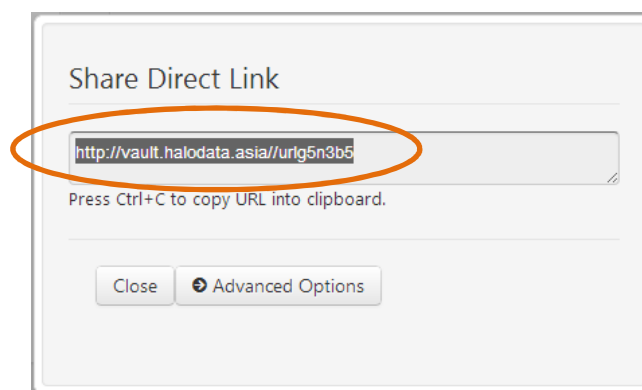 Share Direct Link
http://vault.halodata.asia//urlg5n3b5
Press Ctrl+C to copy URL into clipboard.
Close
Advanced Options